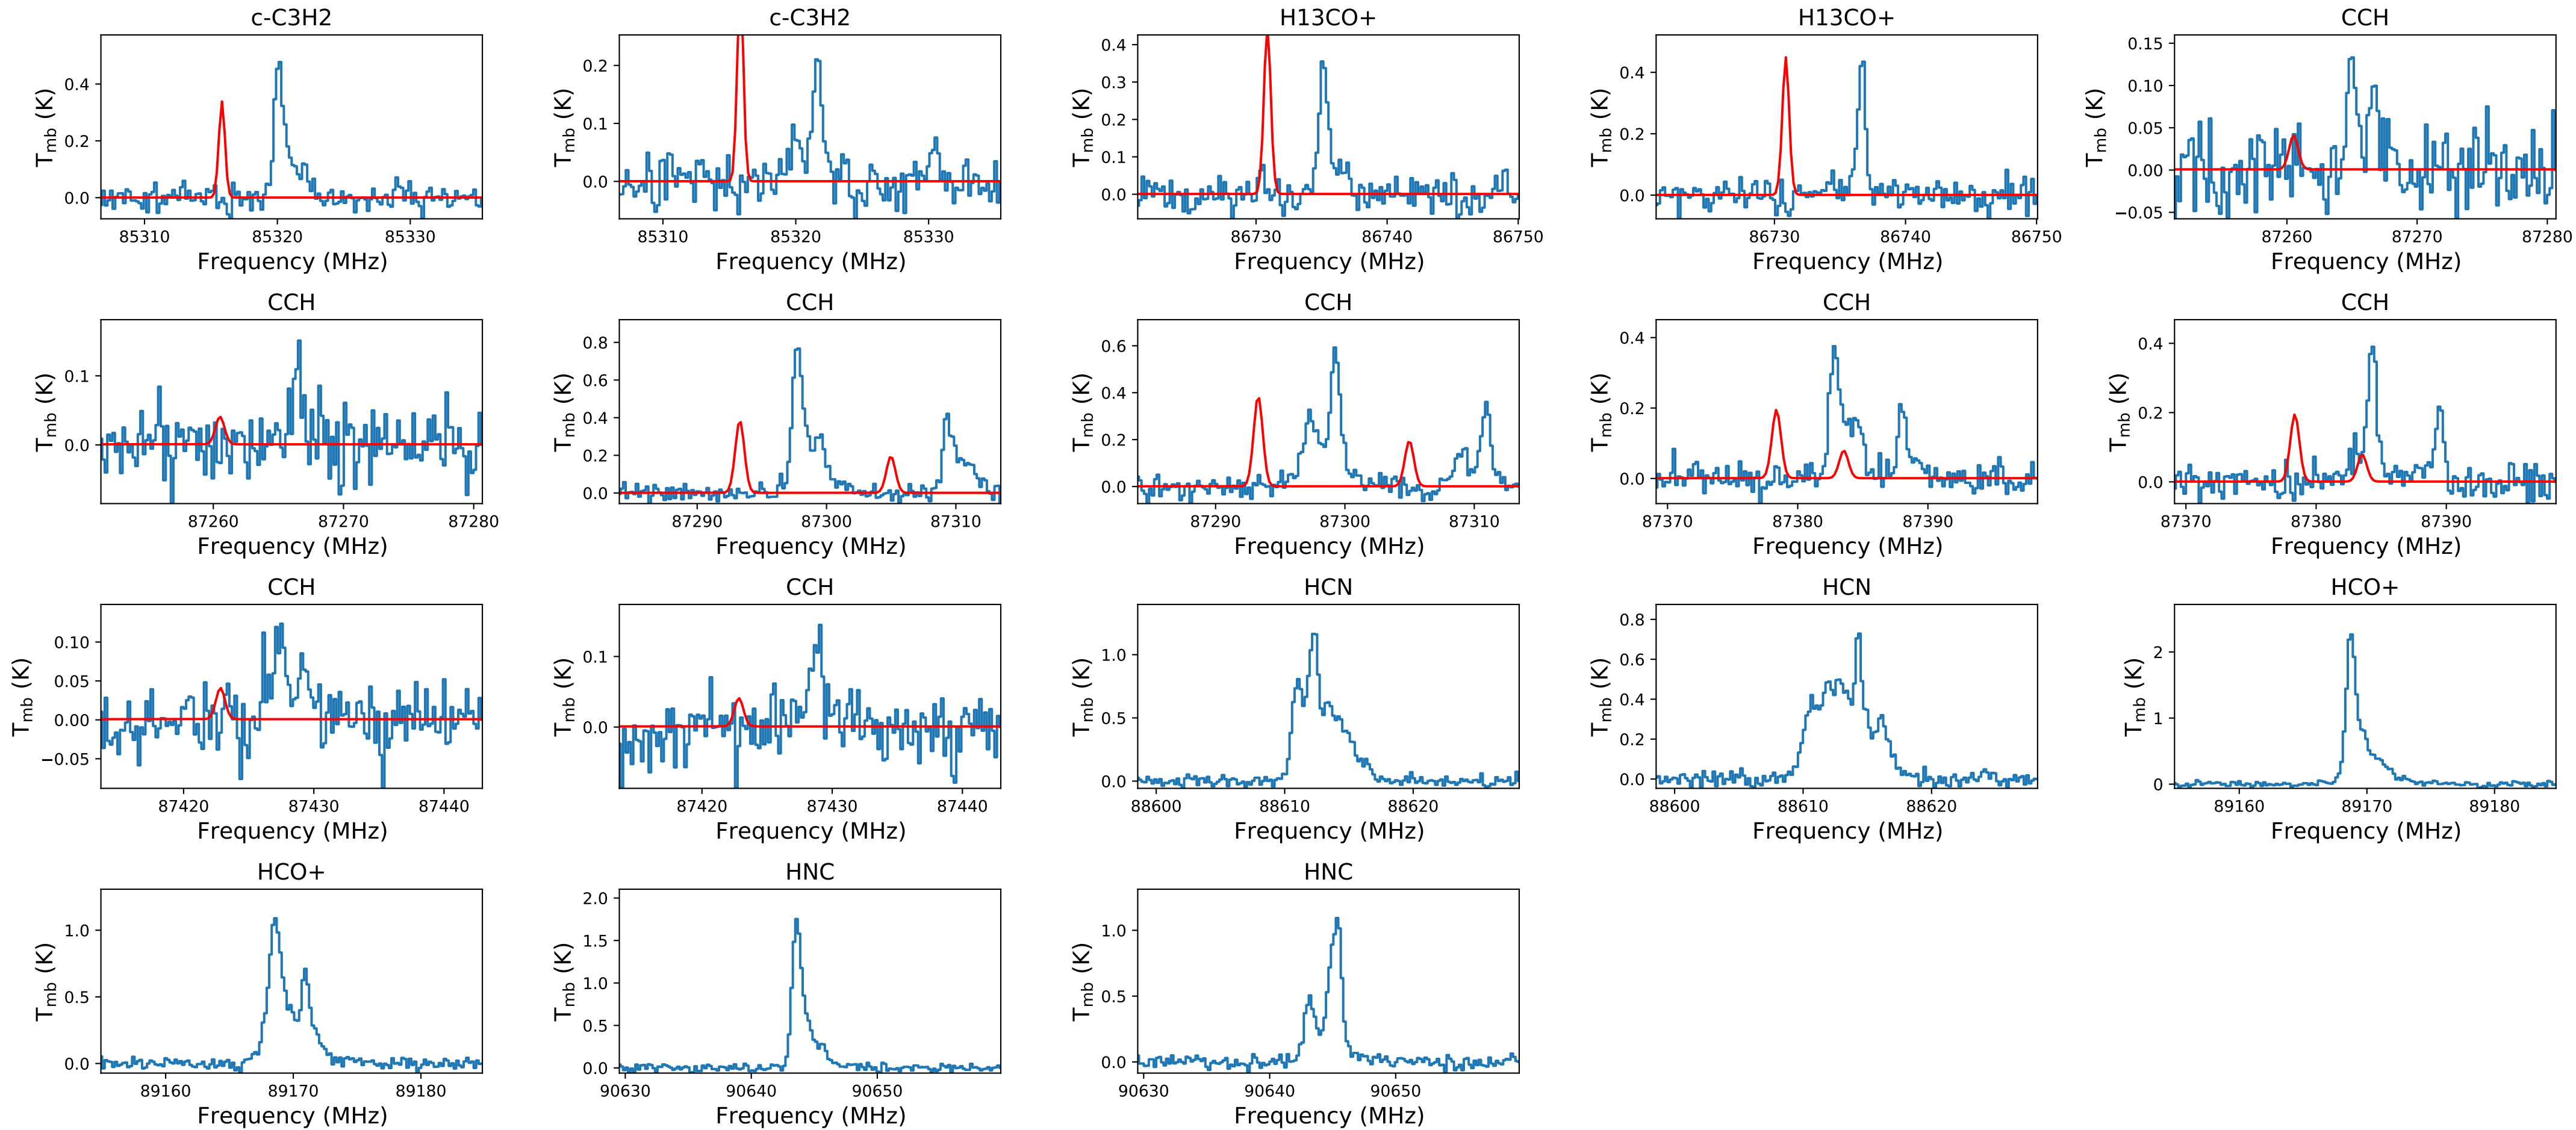 c-C3H2 c-C3H2 H13CO+ H13CO+ CCH
Tmb (K) 0.4 0.2 0.0
85310 85320 85330
Frequency (MHz)
Tmb (K) 0.2 0.1 0.0
85310 85320 85330
Frequency (MHz)
Tmb (K) 0.4 0.3 0.2 0.1 0.0
86730 86740 86750
Frequency (MHz)
Tmb (K) 0.4 0.2 0.0
86730 86740 86750
Frequency (MHz)
Tmb (K) 0.15 0.10 0.05 0.00 −0.05
87260 87270 87280
Frequency (MHz)
CCH CCH CCH CCH CCH
Tmb (K) 0.1 0.0
87260 87270 87280
Frequency (MHz)
Tmb (K) 0.8 0.6 0.4 0.2 0.0
87290 87300 87310
Frequency (MHz)
Tmb (K) 0.6 0.4 0.2 0.0
87290 87300 87310
Frequency (MHz)
Tmb (K) 0.4 0.2 0.0
87370 87380 87390
Frequency (MHz)
Tmb (K) 0.4 0.2 0.0
87370 87380 87390
Frequency (MHz)
CCH CCH HCN HCN HCO+
Tmb (K) 0.10 0.05 0.00 −0.05
87420 87430 87440
Frequency (MHz)
Tmb (K) 0.1 0.0
87420 87430 87440
Frequency (MHz)
Tmb (K) 1.0 0.5 0.0
88600 88610 88620
Frequency (MHz)
Tmb (K) 0.8 0.6 0.4 0.2 0.0
88600 88610 88620
Frequency (MHz)
Tmb (K) 2 1 0
89160 89170 89180
Frequency (MHz)
HCO+ HNC HNC
Tmb (K) 1.0 0.5 0.0
89160 89170 89180
Frequency (MHz)
Tmb (K) 2.0 1.5 1.0 0.5 0.0
90630 90640 90650
Frequency (MHz)
Tmb (K) 1.0 0.5 0.0
90630 90640 90650
Frequency (MHz)